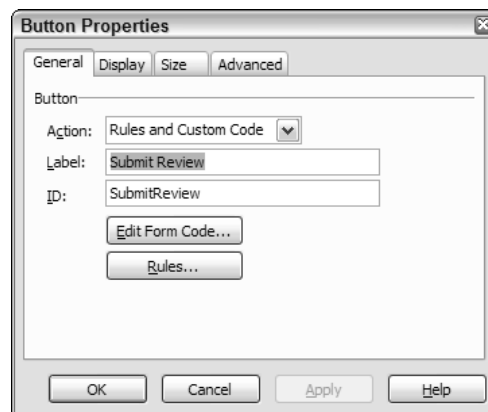 Button Properties
General Display Size Advanced
Button
Action: Rules and Custom Code
Label: Submit Review
ID: SubmitReview
Edit Form Code...
Rules...
OK Cancel Apply Help